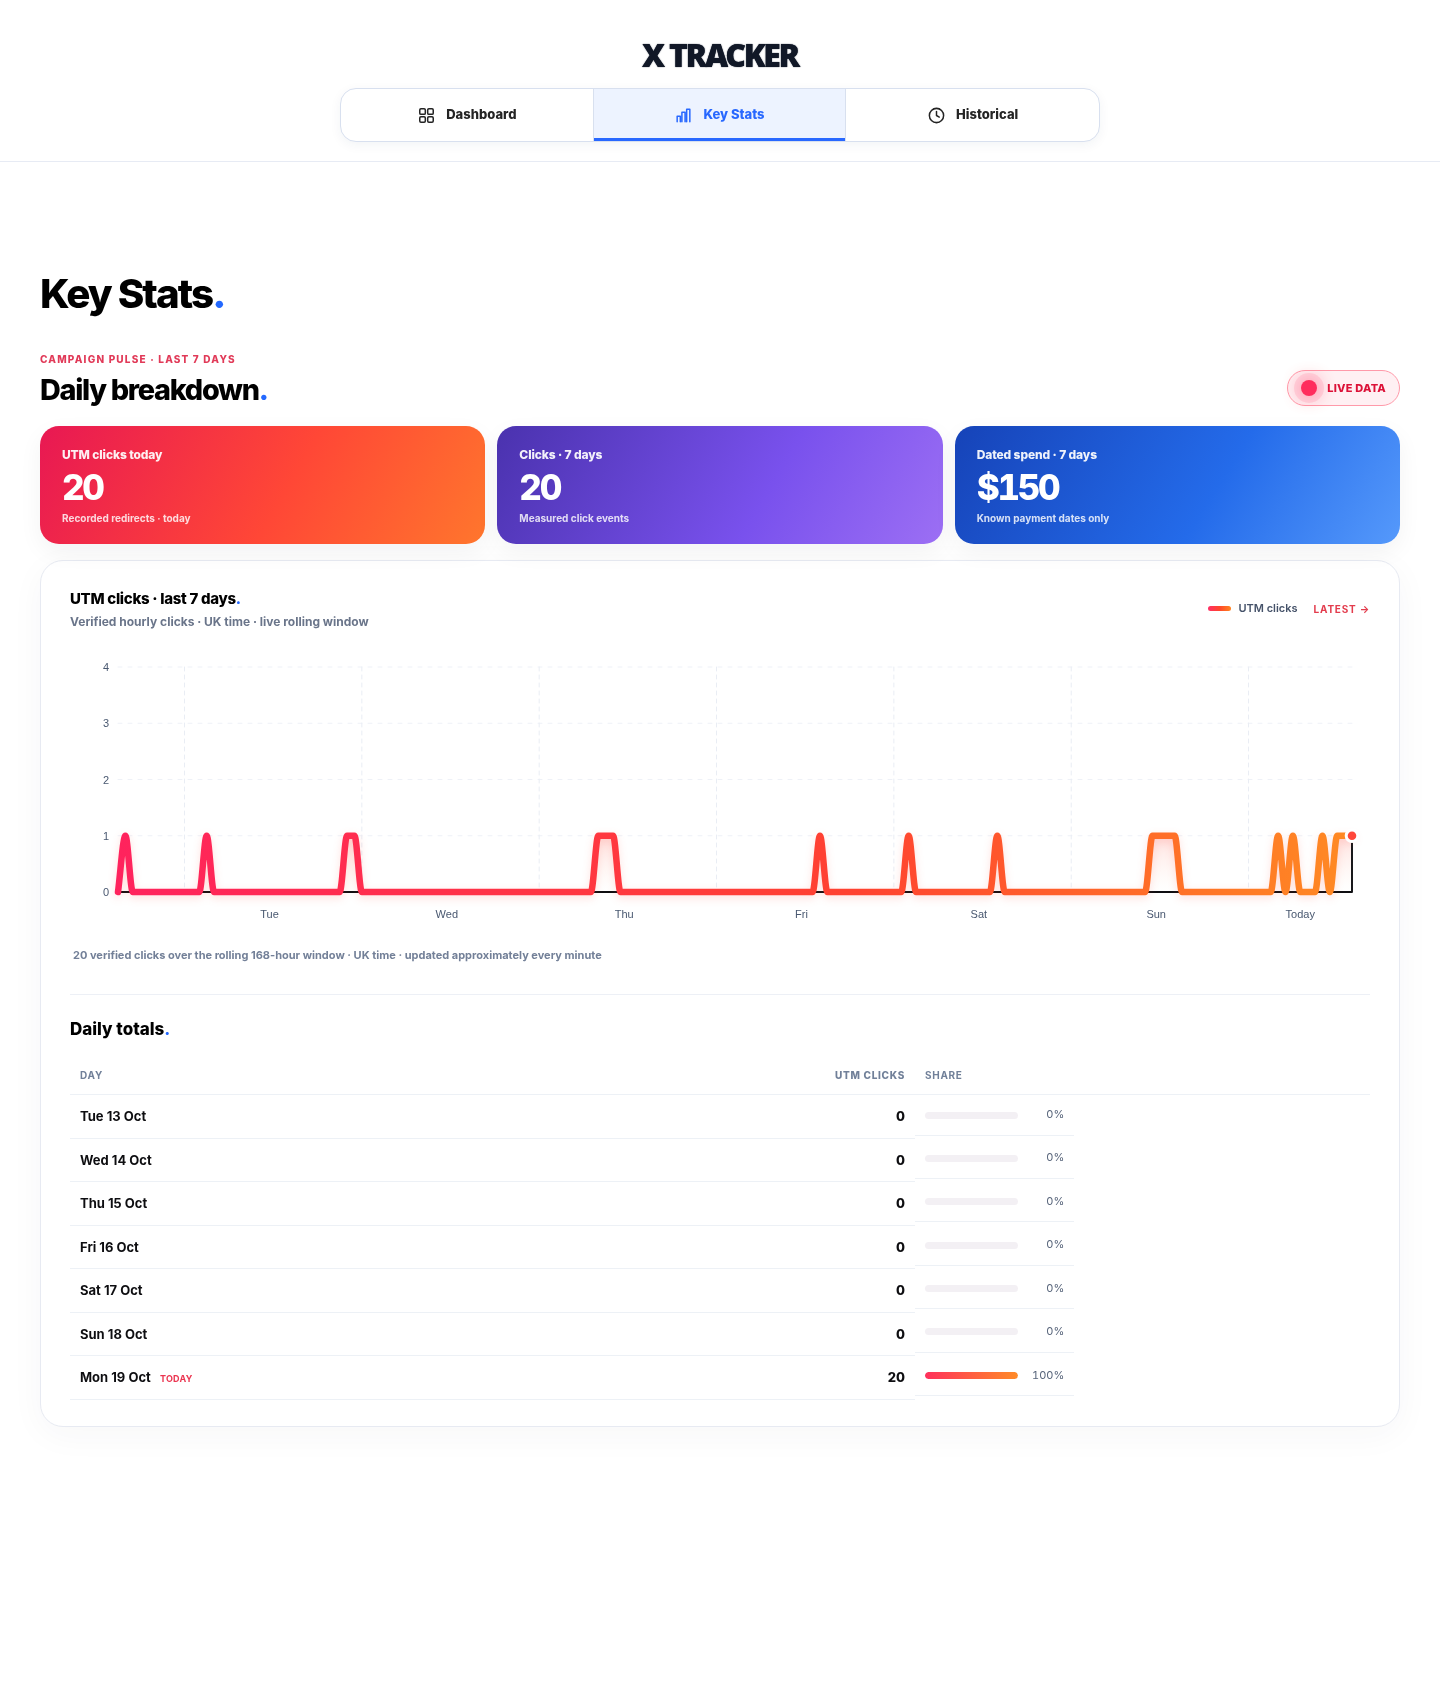 X TRACKER
Dashboard
Key Stats
Historical
Key Stats.
CAMPAIGN PULSE · LAST 7 DAYS
Daily breakdown.
LIVE DATA
UTM clicks today
20
Recorded redirects · today
Clicks · 7 days
20
Measured click events
Dated spend · 7 days
$150
Known payment dates only
UTM clicks · last 7 days.
Verified hourly clicks · UK time · live rolling window
UTM clicks
LATEST →
4
3
2
1
0
Tue Wed Thu Fri Sat Sun Today
20 verified clicks over the rolling 168-hour window · UK time · updated approximately every minute
Daily totals.
DAY UTM CLICKS SHARE
Tue 13 Oct 0 0%
Wed 14 Oct 0 0%
Thu 15 Oct 0 0%
Fri 16 Oct 0 0%
Sat 17 Oct 0 0%
Sun 18 Oct 0 0%
Mon 19 Oct TODAY 20 100%